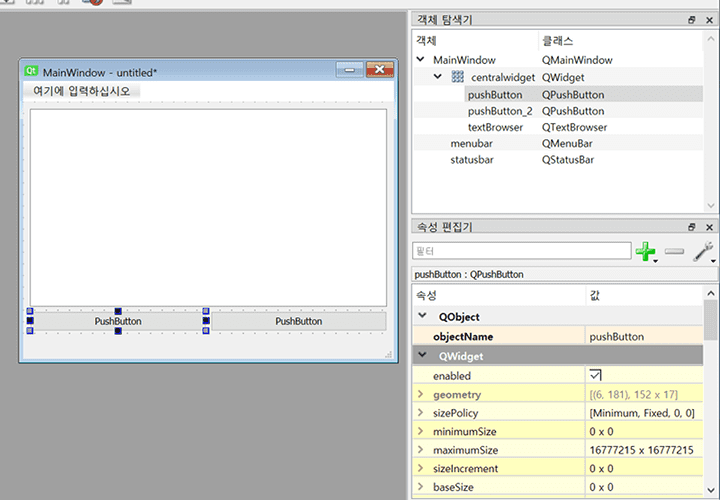 MainWindow - untitled*
여기에 입력하십시오
PushButton PushButton
객체 탐색기
객체 클래스
MainWindow QMainWindow
centralwidget QWidget
pushButton QPushButton
pushButton_2 QPushButton
textBrowser QTextBrowser
menubar QMenuBar
statusbar QStatusBar
속성 편집기
필터
pushButton : QPushButton
속성 값
QObject
objectName pushButton
QWidget
enabled
geometry [(6, 181), 152 x 17]
sizePolicy [Minimum, Fixed, 0, 0]
minimumSize 0 x 0
maximumSize 16777215 x 16777215
sizeIncrement 0 x 0
baseSize 0 x 0